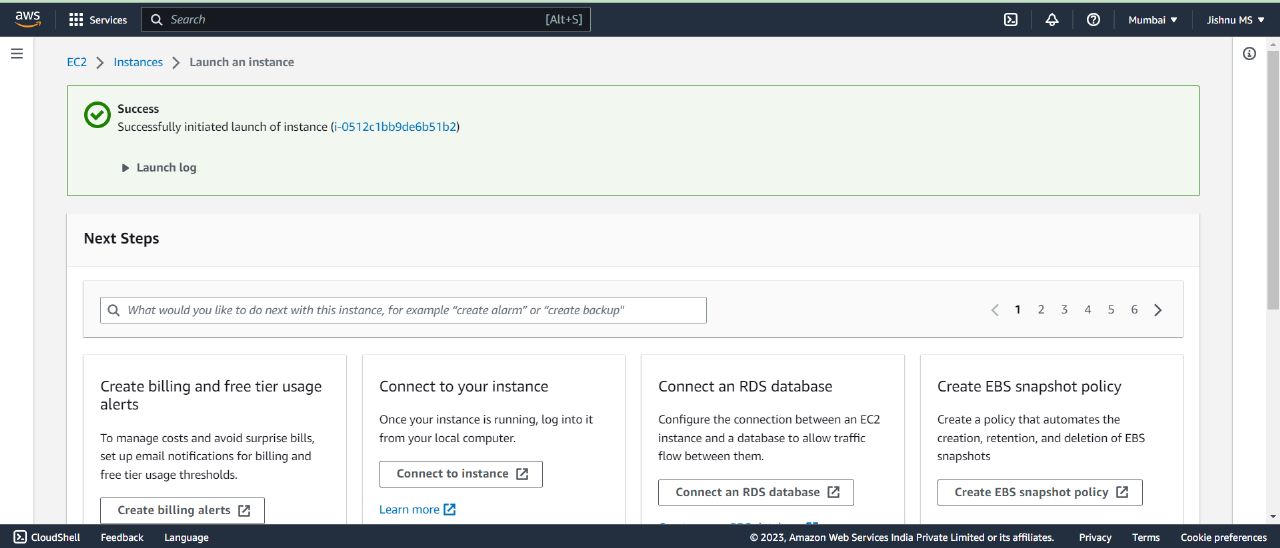 aws
Services
Search
[Alt+S]
Mumbai
Jishnu MS
EC2
Instances
Launch an instance
Success
Successfully initiated launch of instance (i-0512c1bb9de6b51b2)
Launch log
Next Steps
What would you like to do next with this instance, for example “create alarm” or “create backup”
1 2 3 4 5 6
Create billing and free tier usage
alerts
To manage costs and avoid surprise bills,
set up email notifications for billing and
free tier usage thresholds.
Create billing alerts
Connect to your instance
Once your instance is running, log into it
from your local computer.
Connect to instance
Learn more
Connect an RDS database
Configure the connection between an EC2
instance and a database to allow traffic
flow between them.
Connect an RDS database
Create EBS snapshot policy
Create a policy that automates the
creation, retention, and deletion of EBS
snapshots
Create EBS snapshot policy
CloudShell
Feedback
Language
© 2023, Amazon Web Services India Private Limited or its affiliates.
Privacy
Terms
Cookie preferences